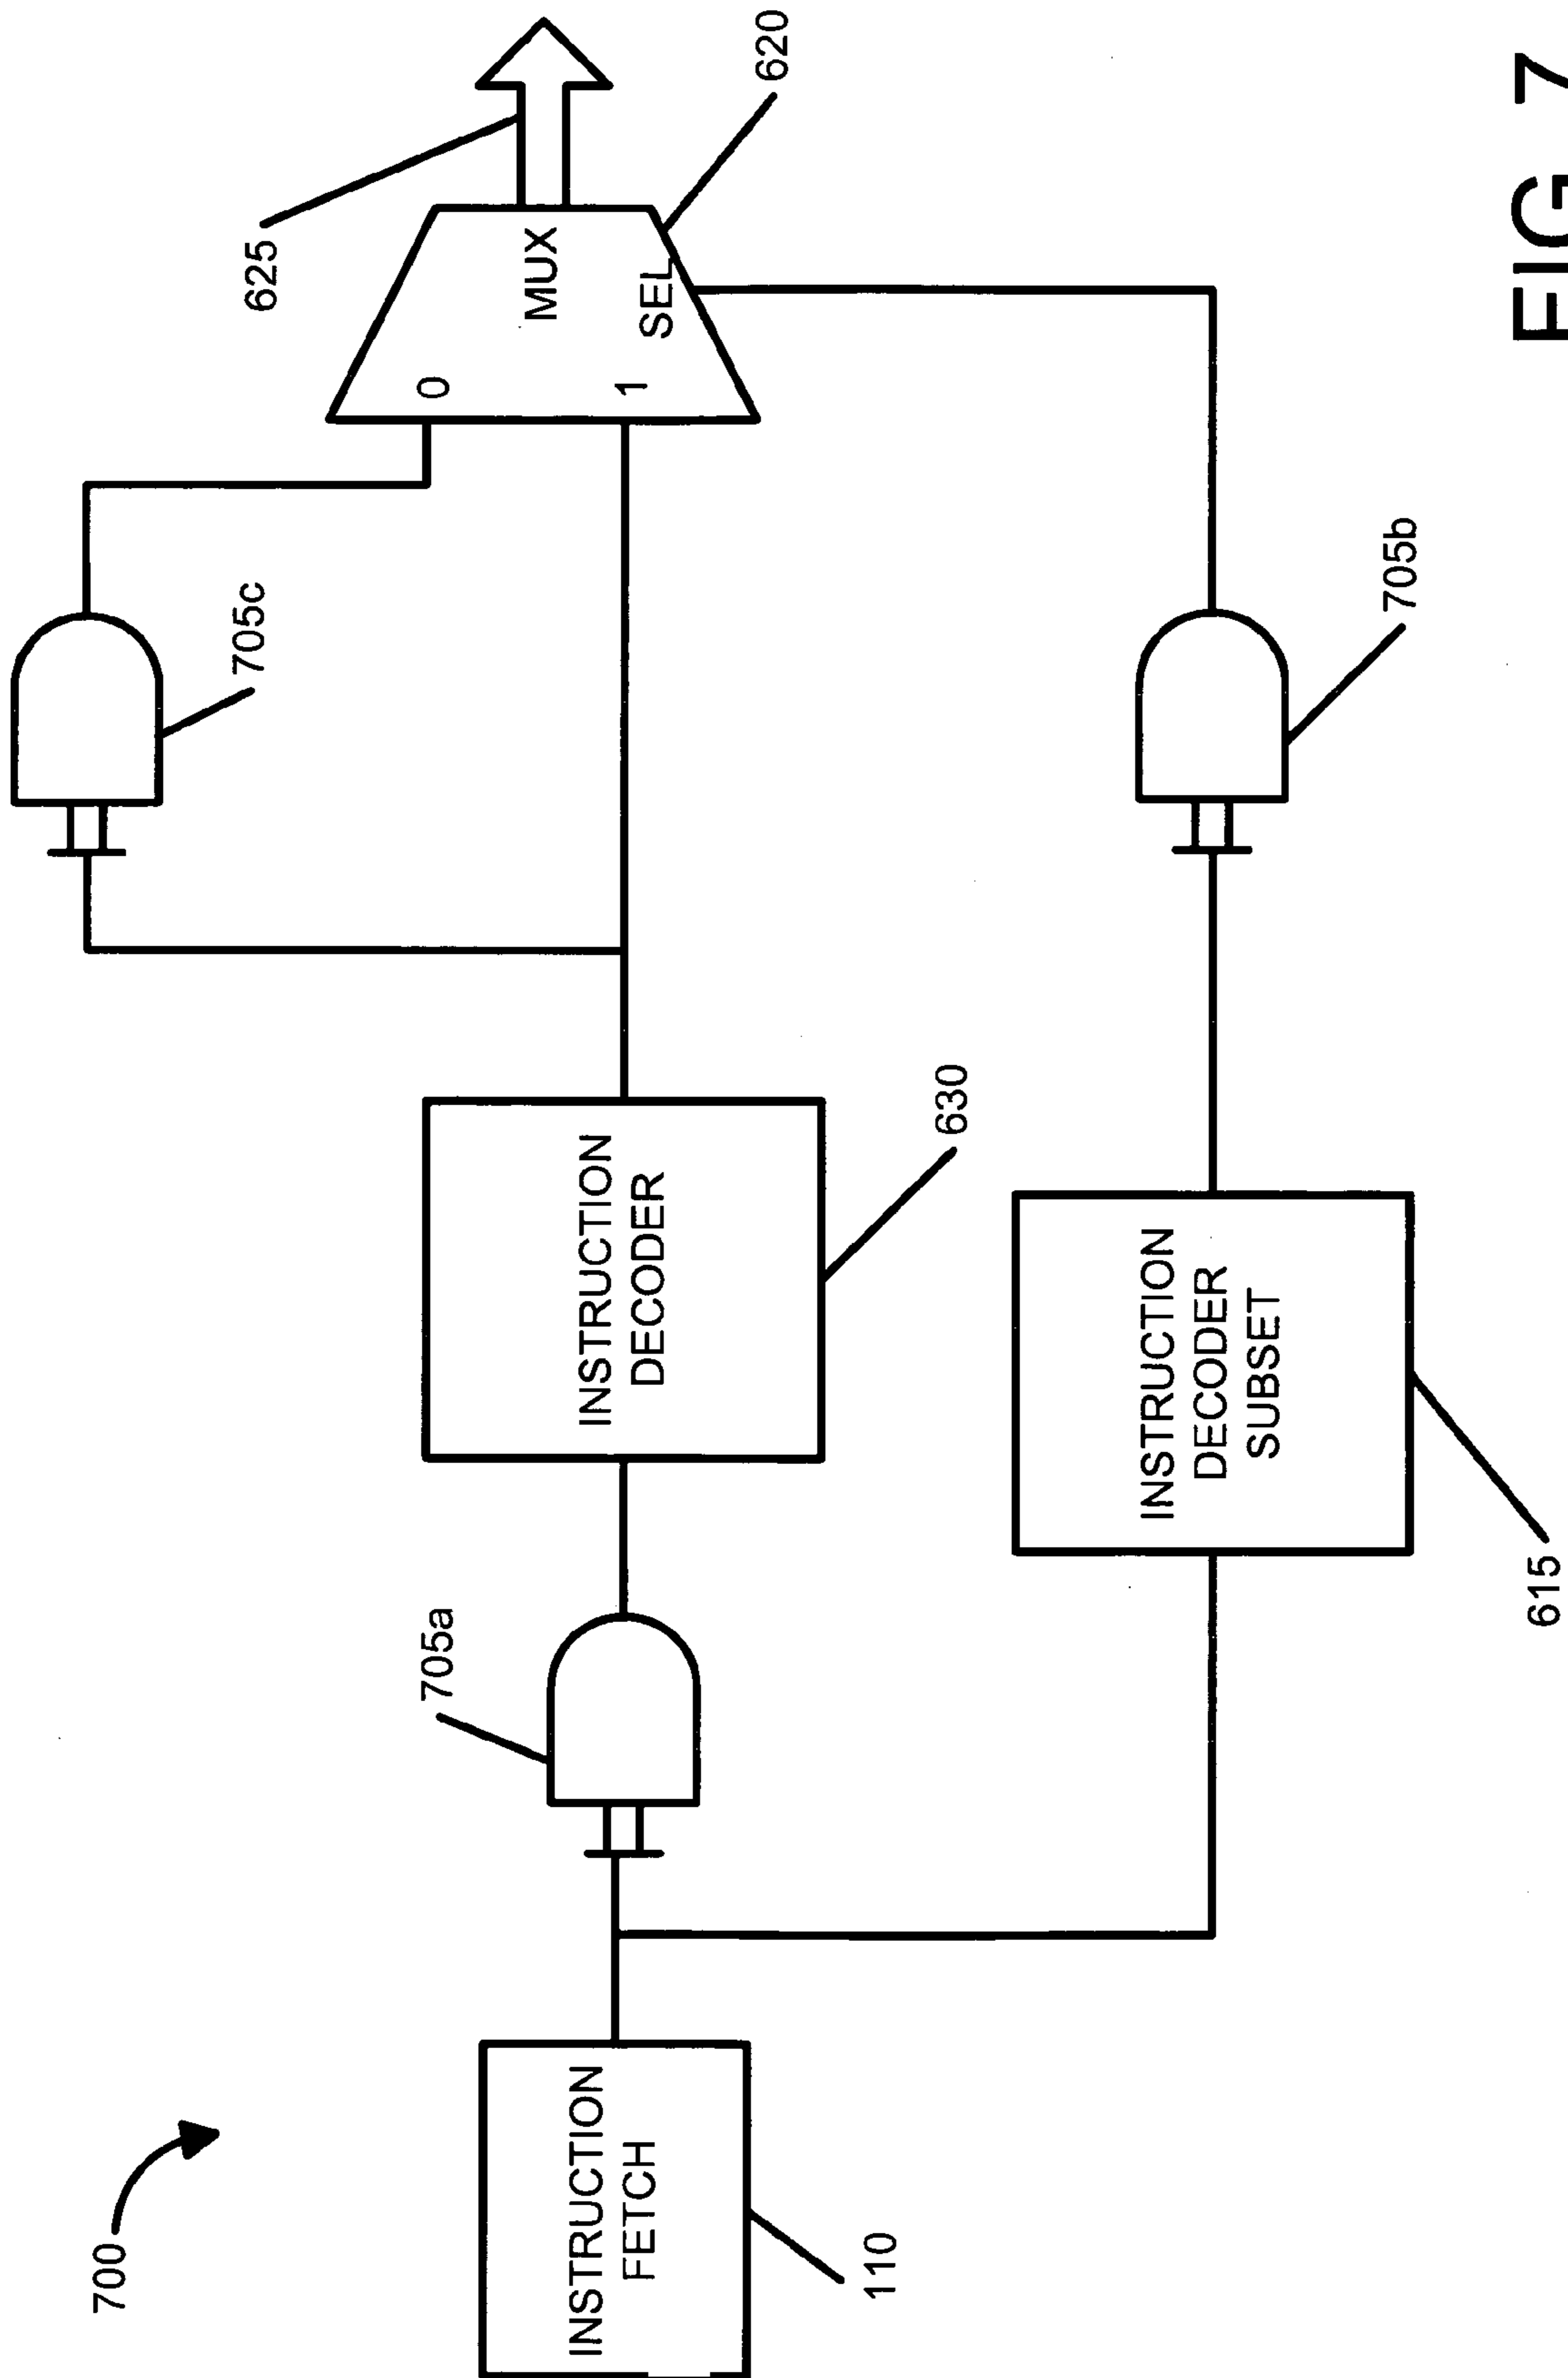 700
INSTRUCTION
FETCH
110
705a
INSTRUCTION
DECODER
630
INSTRUCTION
DECODER
SUBSET
615
705c
705b
0
1
MUX
SEL
625
620
FIG 7